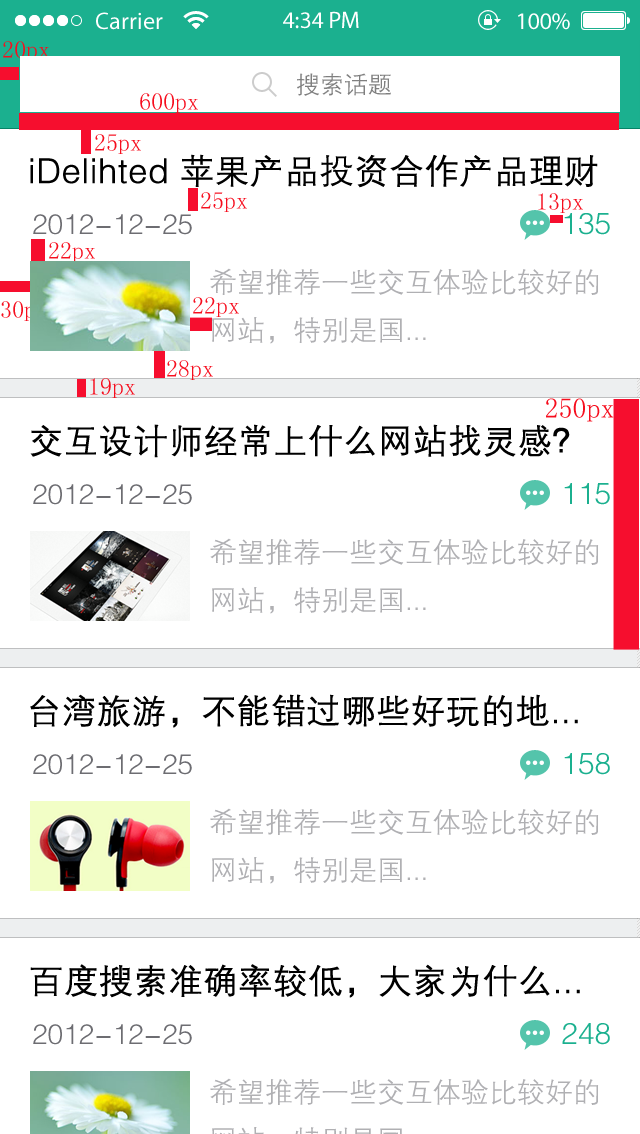 Carrier 4:34 PM 100%
20px
搜索话题
600px
25px
iDelihted 苹果产品投资合作产品理财
25px
13px
2012-12-25 135
22px
希望推荐一些交互体验比较好的
30p
22px
网站，特别是国...
28px
19px
250px
交互设计师经常上什么网站找灵感?
2012-12-25 115
希望推荐一些交互体验比较好的
网站，特别是国...
台湾旅游，不能错过哪些好玩的地...
2012-12-25 158
希望推荐一些交互体验比较好的
网站，特别是国...
百度搜索准确率较低，大家为什么...
2012-12-25 248
希望推荐一些交互体验比较好的